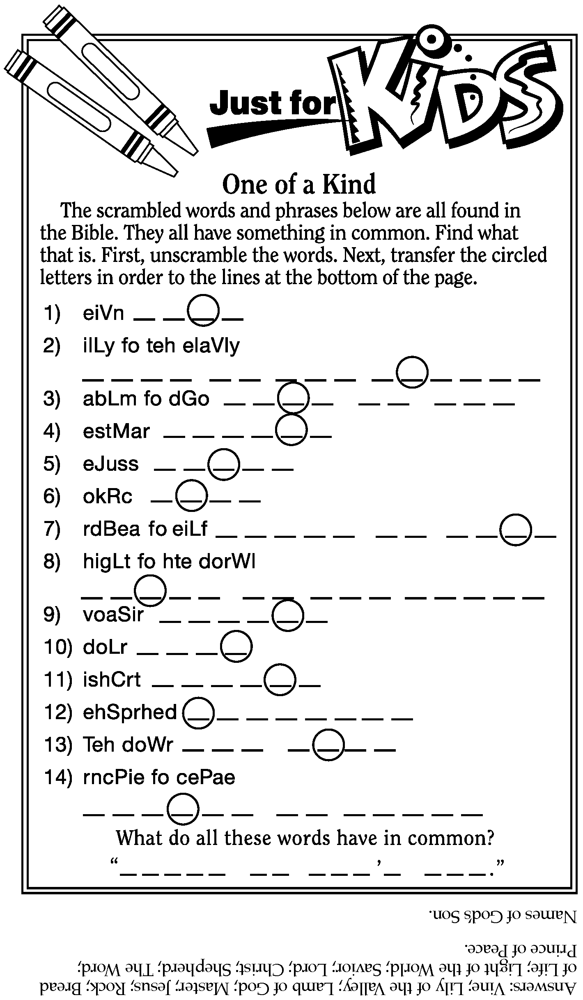 Just for KiDS
One of a Kind
The scrambled words and phrases below are all found in
the Bible. They all have something in common. Find what
that is. First, unscramble the words. Next, transfer the circled
letters in order to the lines at the bottom of the page.
1) eiVn _ _ _ _
2) ilLy fo teh elaVly
_ _ _ _ _ _ _ _ _ _ _ _ _ _ _
3) abLm fo dGo _ _ _ _ _ _ _ _ _
4) estMar _ _ _ _ _ _
5) eJuss _ _ _ _ _
6) okRc _ _ _ _
7) rdBea fo eiLf _ _ _ _ _ _ _ _ _ _ _
8) higLt fo hte dorWl
_ _ _ _ _ _ _ _ _ _ _ _ _ _ _
9) voaSir _ _ _ _ _ _
10) doLr _ _ _ _
11) ishCrt _ _ _ _ _ _
12) ehSprhed _ _ _ _ _ _ _ _
13) Teh doWr _ _ _ _ _ _ _
14) rncPie fo cePae
_ _ _ _ _ _ _ _ _ _ _ _ _
What do all these words have in common?
“_ _ _ _ _ _ _ _ _ _’_ _ _ _.”
Answers: Vine; Lily of the Valley; Lamb of God; Master; Jesus; Rock; Bread
of Life; Light of the World; Savior; Lord; Christ; Shepherd; The Word;
Prince of Peace.
Names of God's Son.